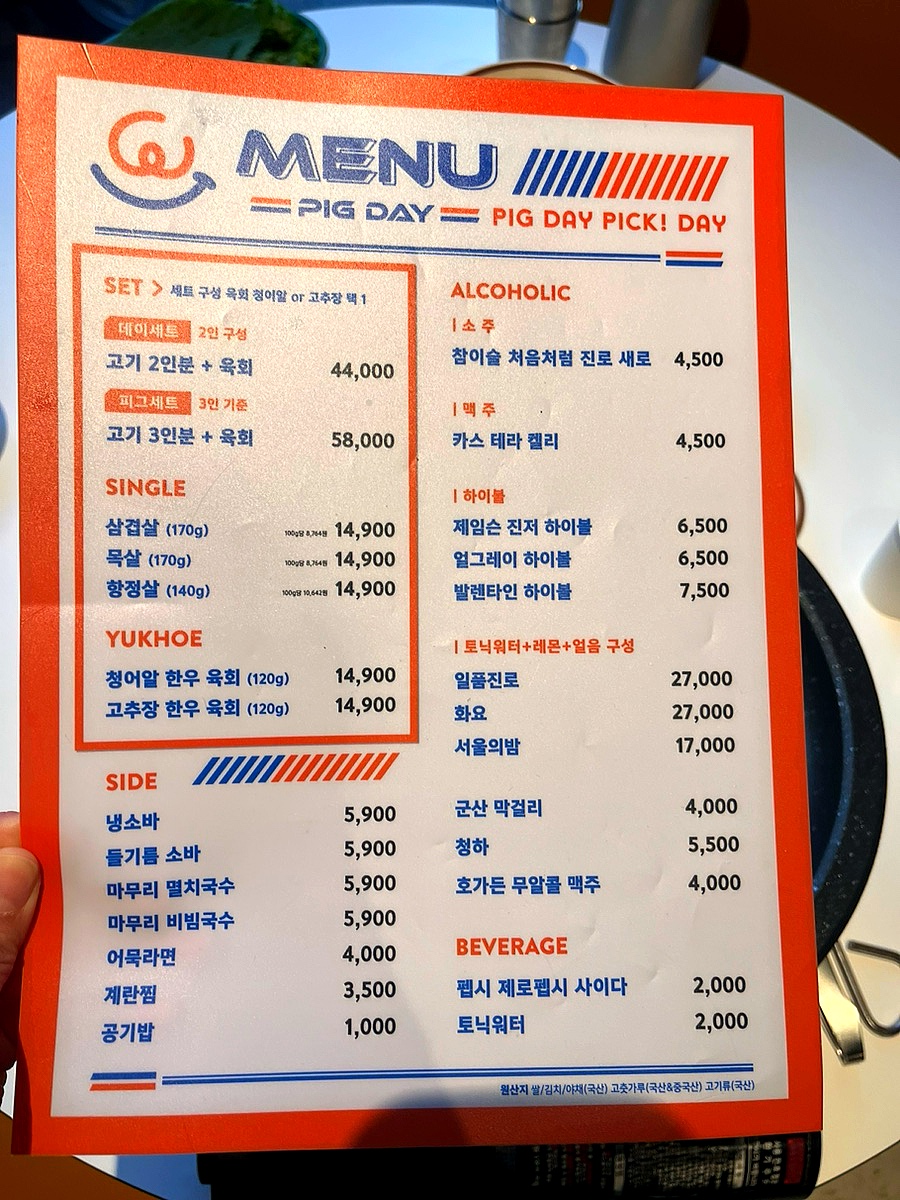 MENU
PIG DAY
PIG DAY PICK! DAY
SET > 세트 구성 육회 청어알 or 고추장 택 1
데이세트 2인 구성
고기 2인분 + 육회 44,000
피그세트 3인 기준
고기 3인분 + 육회 58,000
SINGLE
삼겹살 (170g) 100g당 8,764원 14,900
목살 (170g) 100g당 8,764원 14,900
항정살 (140g) 100g당 10,642원 14,900
YUKHOE
청어알 한우 육회 (120g) 14,900
고추장 한우 육회 (120g) 14,900
SIDE
냉소바 5,900
들기름 소바 5,900
마무리 멸치국수 5,900
마무리 비빔국수 5,900
어묵라면 4,000
계란찜 3,500
공기밥 1,000
ALCOHOLIC
| 소 주
참이슬 처음처럼 진로 새로 4,500
| 맥 주
카스 테라 켈리 4,500
| 하이볼
제임슨 진저 하이볼 6,500
얼그레이 하이볼 6,500
발렌타인 하이볼 7,500
| 토닉워터+레몬+얼음 구성
일품진로 27,000
화요 27,000
서울의밤 17,000
군산 막걸리 4,000
청하 5,500
호가든 무알콜 맥주 4,000
BEVERAGE
펩시 제로펩시 사이다 2,000
토닉워터 2,000
원산지 쌀/김치/야채(국산) 고춧가루(국산&중국산) 고기류(국산)